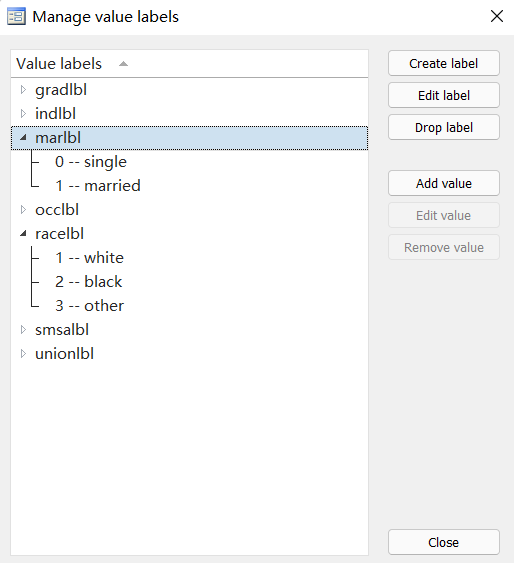 Manage value labels
Value labels
gradlbl
indlbl
marlbl
0 -- single
1 -- married
occlbl
racelbl
1 -- white
2 -- black
3 -- other
smsalbl
unionlbl
Create label
Edit label
Drop label
Add value
Edit value
Remove value
Close